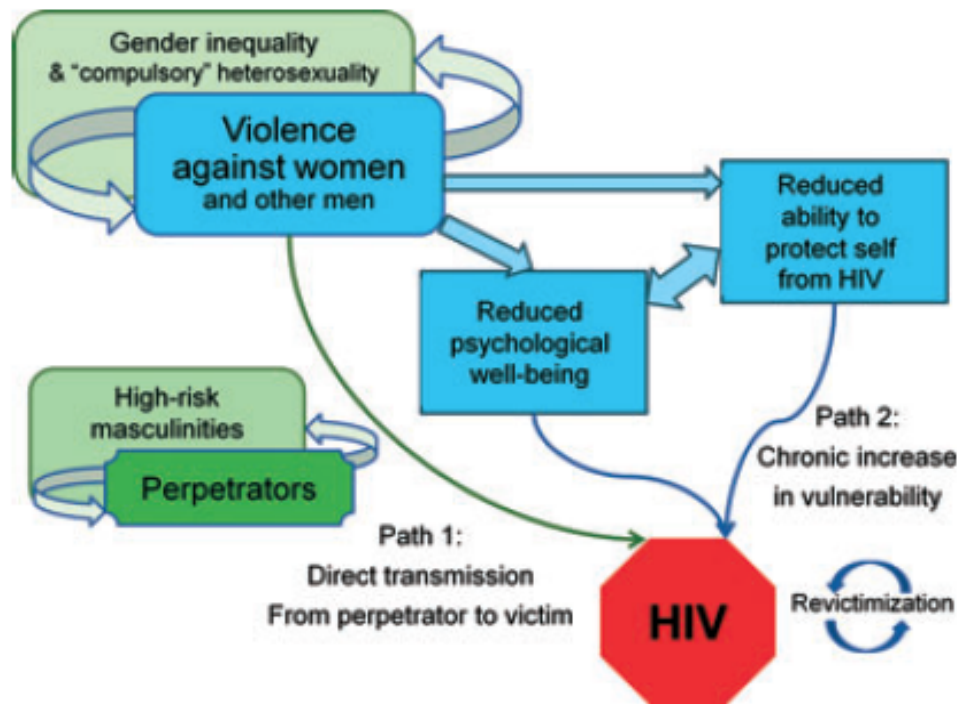 Gender inequality
& “compulsory” heterosexuality
Violence
against women
and other men
Reduced
ability to
protect self
from HIV
Reduced
psychological
well-being
High-risk
masculinities
Perpetrators
Path 1:
Direct transmission
From perpetrator to victim
Path 2:
Chronic increase
in vulnerability
HIV
Revictimization